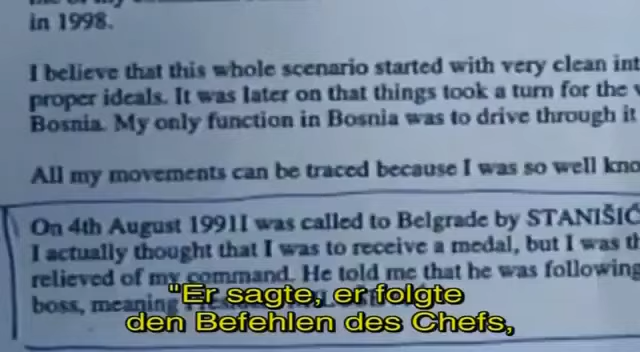 in 1998.
I believe that this whole scenario started with very clean
proper ideals. It was later on that things took a turn for the
Bosnia. My only function in Bosnia was to drive through it
All my movements can be traced because I was so well
On 4th August 1991I was called to Belgrade by STANIŠIĆ
I actually thought that I was to receive a medal, but I was
relieved of my command. He told me that he was following
boss, meaning
"Er sagte, er folgte
den Befehlen des Chefs,